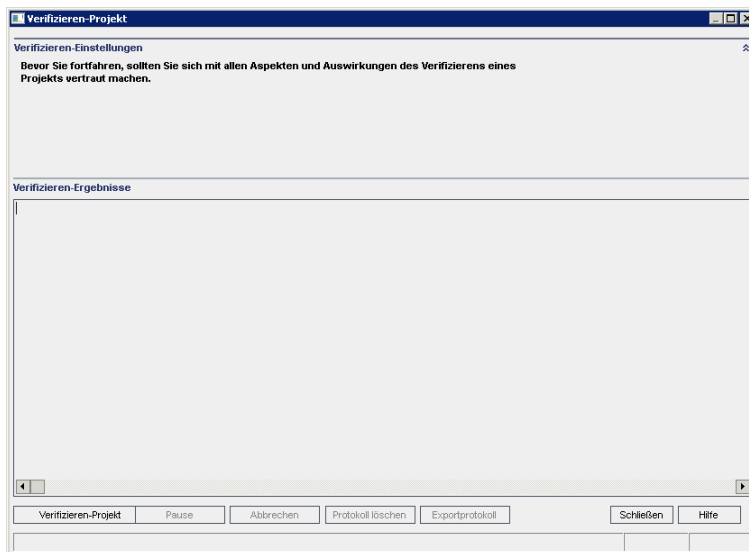 Verifizieren-Projekt
Verifizieren-Einstellungen
Bevor Sie fortfahren, sollten Sie sich mit allen Aspekten und Auswirkungen des Verifizierens eines
Projekts vertraut machen.
Verifizieren-Ergebnisse
Verifizieren-Projekt Pause Abbrechen Protokoll löschen Exportprotokoll Schließen Hilfe